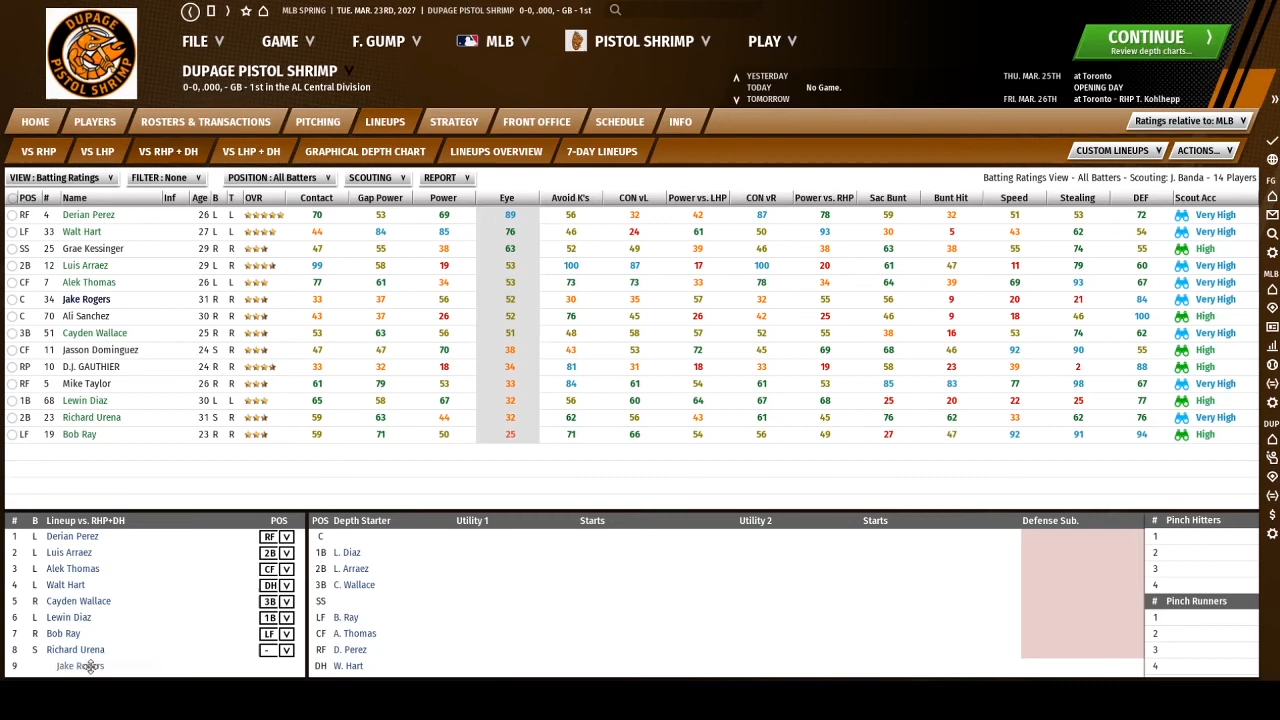 DUPAGE
PISTOL SHRIMP
MLB SPRING | TUE. MAR. 23RD, 2027 | DUPAGE PISTOL SHRIMP 0-0, .000, - GB - 1st
FILE GAME F. GUMP MLB PISTOL SHRIMP PLAY
CONTINUE
Review depth charts...
DUPAGE PISTOL SHRIMP
0-0, .000, - GB - 1st in the AL Central Division
YESTERDAY THU. MAR. 25TH at Toronto
TODAY No Game. OPENING DAY
TOMORROW FRI. MAR. 26TH at Toronto - RHP T. Kohlhepp
HOME PLAYERS ROSTERS & TRANSACTIONS PITCHING LINEUPS STRATEGY FRONT OFFICE SCHEDULE INFO Ratings relative to: MLB
VS RHP VS LHP VS RHP + DH VS LHP + DH GRAPHICAL DEPTH CHART LINEUPS OVERVIEW 7-DAY LINEUPS CUSTOM LINEUPS ACTIONS...
VIEW : Batting Ratings FILTER : None POSITION : All Batters SCOUTING REPORT Batting Ratings View - All Batters - Scouting: J. Banda - 14 Players
POS # Name Inf Age B T OVR Contact Gap Power Power Eye Avoid K's CON vL Power vs. LHP CON vR Power vs. RHP Sac Bunt Bunt Hit Speed Stealing DEF Scout Acc
RF 4 Derian Perez 26 L L 70 53 69 89 56 32 42 87 78 59 32 51 53 72 Very High
LF 33 Walt Hart 27 L L 44 84 85 76 46 24 61 50 93 30 5 43 62 54 Very High
SS 25 Grae Kessinger 29 R R 47 55 38 63 52 49 39 46 38 63 38 55 74 55 High
2B 12 Luis Arraez 29 L R 99 58 19 53 100 87 17 100 20 61 47 11 79 60 Very High
CF 7 Alek Thomas 26 L L 77 61 34 53 73 73 33 78 34 64 39 69 93 67 Very High
C 34 Jake Rogers 31 R R 33 37 56 52 30 35 57 32 55 56 9 20 21 84 Very High
C 70 Ali Sanchez 30 R R 43 37 26 52 76 45 26 42 25 46 9 18 46 100 High
3B 51 Cayden Wallace 25 R R 53 63 56 51 48 58 57 52 55 38 16 53 74 62 Very High
CF 11 Jasson Dominguez 24 S R 47 47 70 38 43 53 72 45 69 68 46 92 90 55 High
RP 10 D.J. GAUTHIER 24 R R 33 32 18 34 81 31 18 33 19 58 23 39 2 88 High
RF 5 Mike Taylor 26 R R 61 79 53 33 84 61 54 61 53 85 83 77 98 67 Very High
1B 68 Lewin Diaz 30 L L 65 58 67 32 56 60 64 67 68 25 20 22 25 77 High
2B 23 Richard Urena 31 S R 59 63 44 32 62 56 43 61 45 76 62 33 62 76 Very High
LF 19 Bob Ray 23 R R 59 71 50 25 71 66 54 56 49 27 47 92 91 94 High
# B Lineup vs. RHP+DH POS
1 L Derian Perez RF
2 L Luis Arraez 2B
3 L Alek Thomas CF
4 L Walt Hart DH
5 R Cayden Wallace 3B
6 L Lewin Diaz 1B
7 R Bob Ray LF
8 S Richard Urena -
9 Jake Rogers
POS Depth Starter Utility 1 Starts Utility 2 Starts Defense Sub.
C
1B L. Diaz
2B L. Arraez
3B C. Wallace
SS
LF B. Ray
CF A. Thomas
RF D. Perez
DH W. Hart
# Pinch Hitters
1
2
3
4
# Pinch Runners
1
2
3
4
FG
MLB
DUP